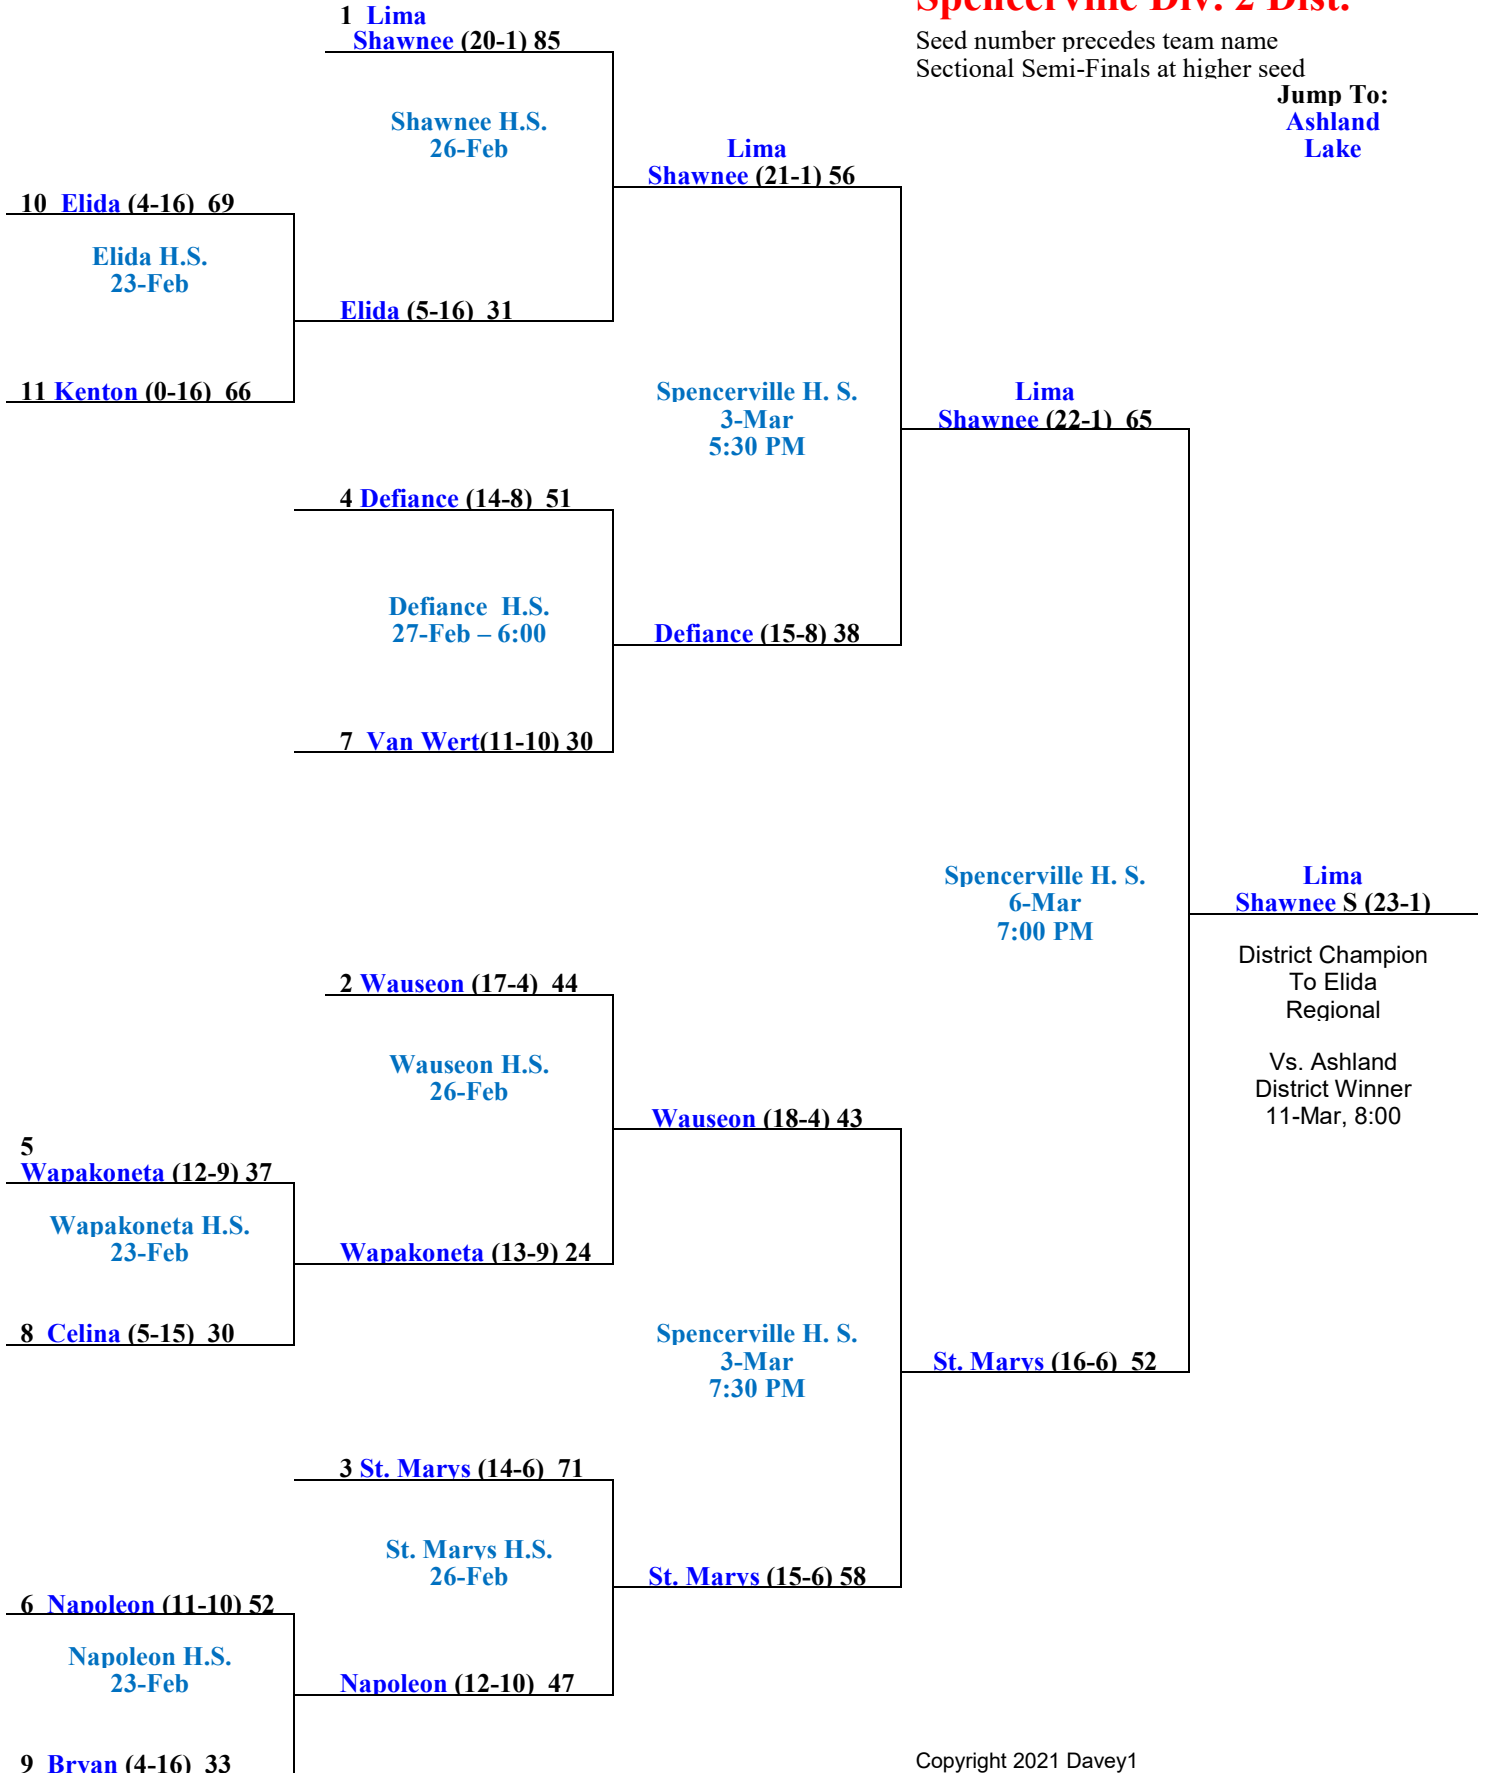 Spencerville Div. 2 Dist.
Seed number precedes team name
Sectional Semi-Finals at higher seed
Jump To:
Ashland
Lake
1 Lima
Shawnee (20-1) 85
Shawnee H.S.
26-Feb
Lima
Shawnee (21-1) 56
10 Elida (4-16) 69
Elida H.S.
23-Feb
Elida (5-16) 31
11 Kenton (0-16) 66
Spencerville H. S.
3-Mar
5:30 PM
Lima
Shawnee (22-1) 65
4 Defiance (14-8) 51
Defiance H.S.
27-Feb – 6:00
Defiance (15-8) 38
7 Van Wert(11-10) 30
Spencerville H. S.
6-Mar
7:00 PM
Lima
Shawnee S (23-1)
District Champion
To Elida
Regional
Vs. Ashland
District Winner
11-Mar, 8:00
2 Wauseon (17-4) 44
Wauseon H.S.
26-Feb
Wauseon (18-4) 43
5
Wapakoneta (12-9) 37
Wapakoneta H.S.
23-Feb
Wapakoneta (13-9) 24
8 Celina (5-15) 30
Spencerville H. S.
3-Mar
7:30 PM
St. Marys (16-6) 52
3 St. Marys (14-6) 71
St. Marys H.S.
26-Feb
St. Marys (15-6) 58
6 Napoleon (11-10) 52
Napoleon H.S.
23-Feb
Napoleon (12-10) 47
9 Bryan (4-16) 33
Copyright 2021 Davey1